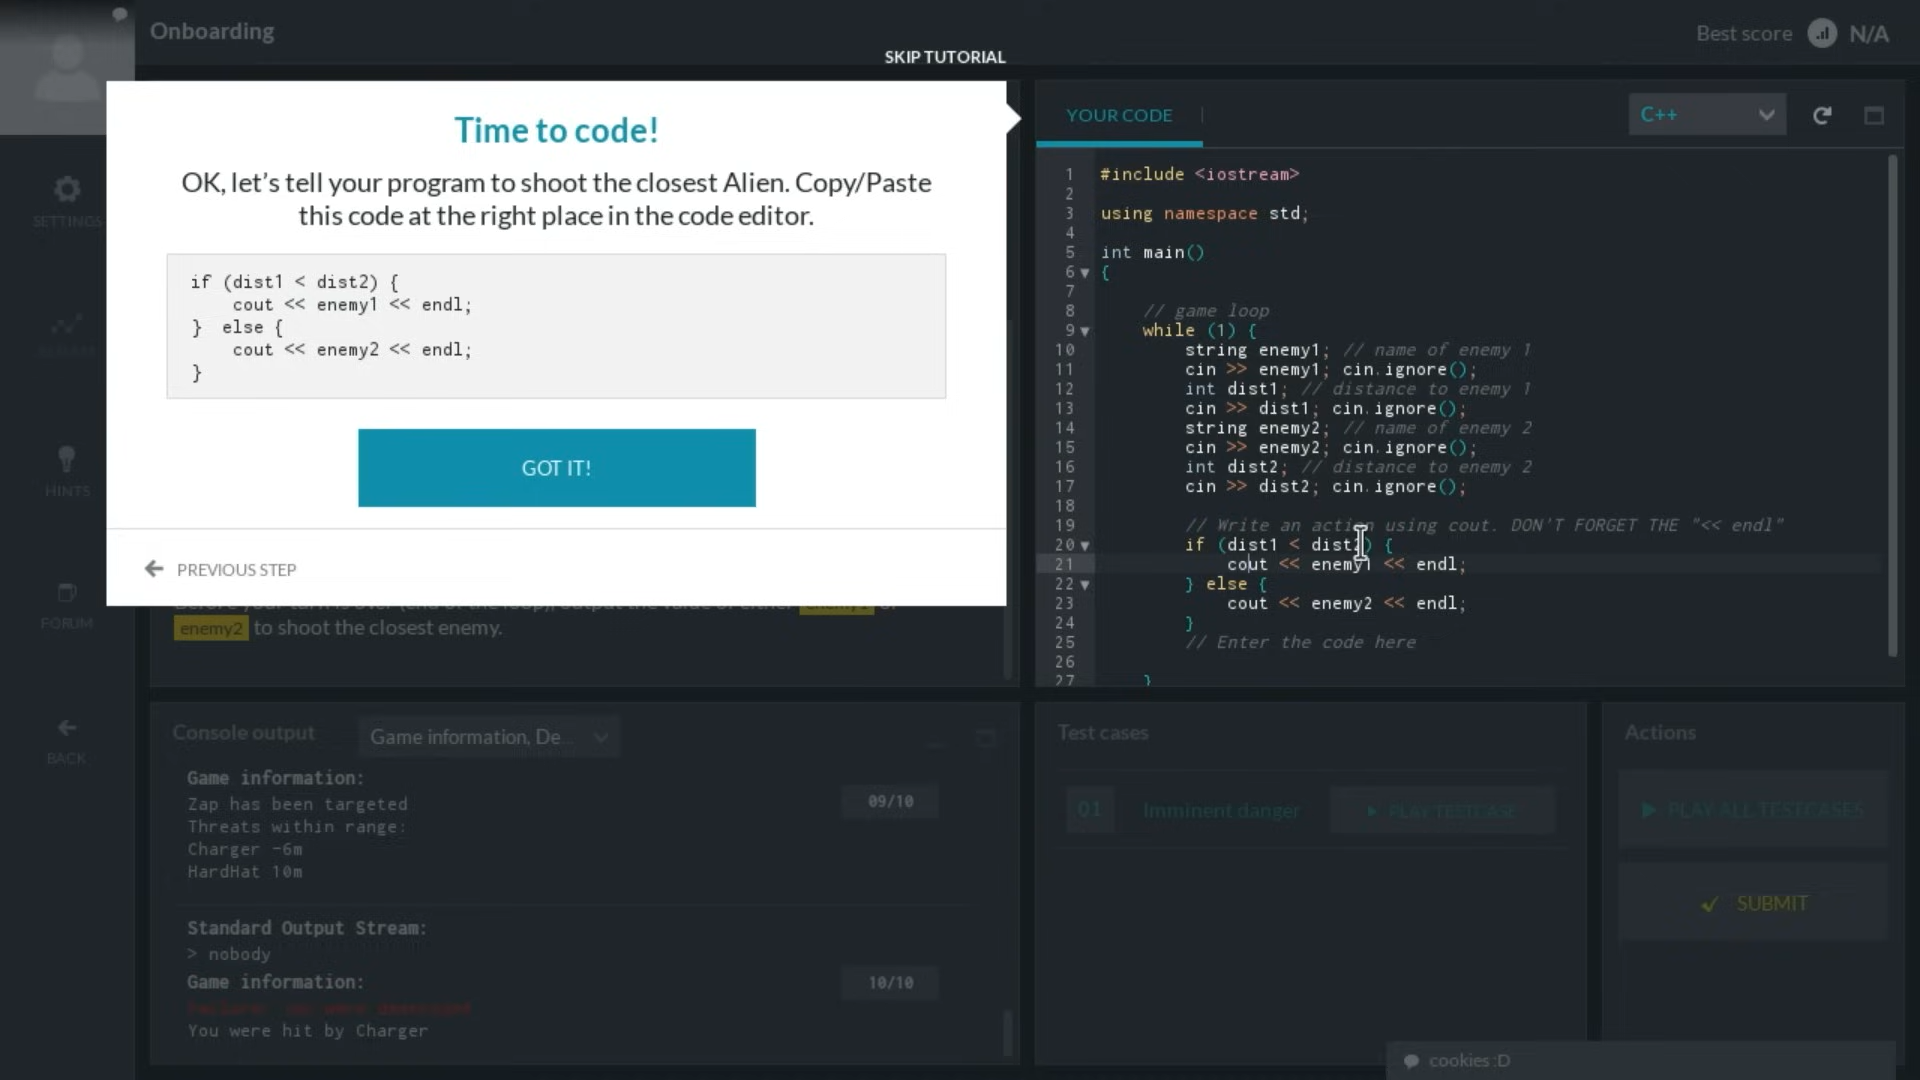 Onboarding
SKIP TUTORIAL
Best score N/A
Time to code!
OK, let's tell your program to shoot the closest Alien. Copy/Paste
this code at the right place in the code editor.
if (dist1 < dist2) {
    cout << enemy1 << endl;
}  else {
    cout << enemy2 << endl;
}
GOT IT!
PREVIOUS STEP
enemy2 to shoot the closest enemy.
SETTINGS
HINTS
FORUM
BACK
YOUR CODE
C++
1 #include <iostream>
2
3 using namespace std;
4
5 int main()
6 {
7
8     // game loop
9     while (1) {
10         string enemy1; // name of enemy 1
11         cin >> enemy1; cin.ignore();
12         int dist1; // distance to enemy 1
13         cin >> dist1; cin.ignore();
14         string enemy2; // name of enemy 2
15         cin >> enemy2; cin.ignore();
16         int dist2; // distance to enemy 2
17         cin >> dist2; cin.ignore();
18
19         // Write an action using cout. DON'T FORGET THE "<< endl"
20         if (dist1 < dist2) {
21             cout << enemy1 << endl;
22         } else {
23             cout << enemy2 << endl;
24         }
25         // Enter the code here
26
27     }
Console output
Game information, De...
Game information:
Zap has been targeted
Threats within range:
Charger -6m
HardHat 10m
09/10
Standard Output Stream:
> nobody
Game information:
10/10
You were hit by Charger
Test cases
01 Imminent danger
PLAY TESTCASE
Actions
PLAY ALL TESTCASES
SUBMIT
cookies :D